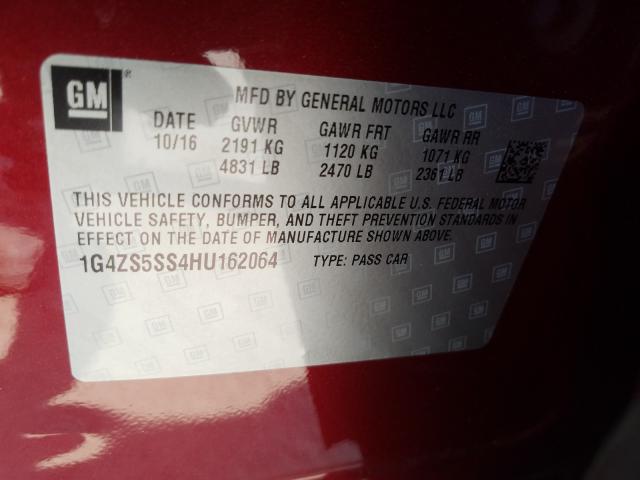 GM ®
MFD BY GENERAL MOTORS LLC
DATE GVWR GAWR FRT GAWR RR
10/16 2191 KG 1120 KG 1071 KG
4831 LB 2470 LB 2361 LB
THIS VEHICLE CONFORMS TO ALL APPLICABLE U.S. FEDERAL MOTOR
VEHICLE SAFETY, BUMPER, AND THEFT PREVENTION STANDARDS IN
EFFECT ON THE DATE OF MANUFACTURE SHOWN ABOVE.
1G4ZS5SS4HU162064 TYPE: PASS CAR